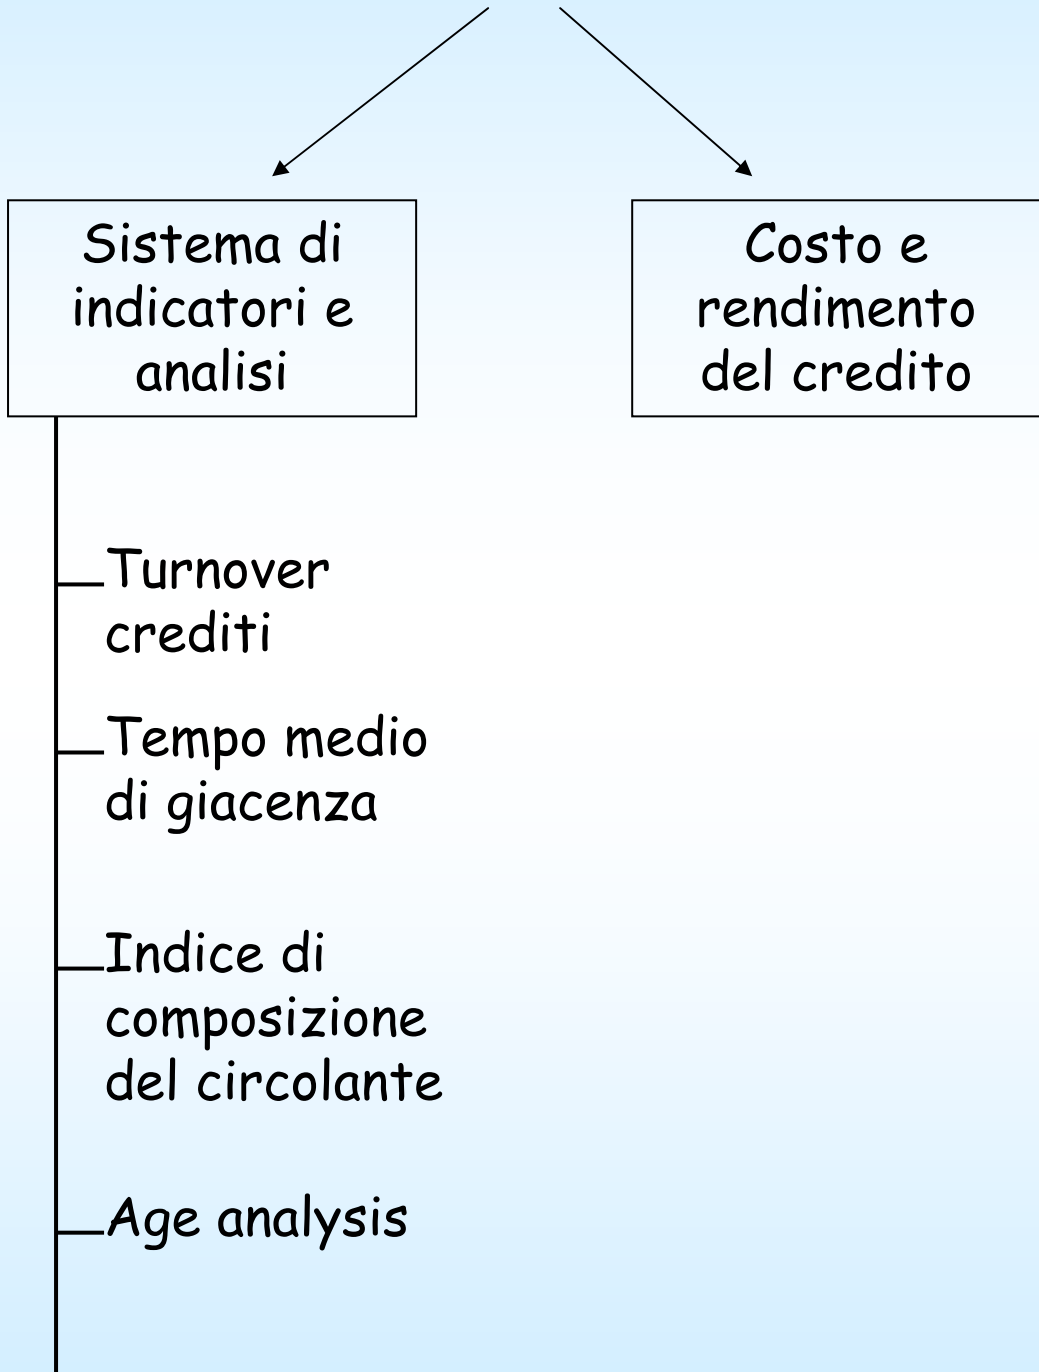 Sistema di
indicatori e
analisi
Costo e
rendimento
del credito
Turnover
crediti
Tempo medio
di giacenza
Indice di
composizione
del circolante
Age analysis